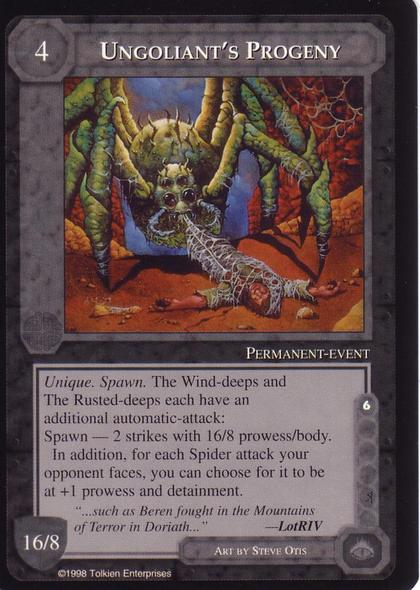 4
UNGOLIANT'S PROGENY
PERMANENT-EVENT
Unique. Spawn. The Wind-deeps and
The Rusted-deeps each have an
additional automatic-attack:
Spawn — 2 strikes with 16/8 prowess/body.
In addition, for each Spider attack your
opponent faces, you can choose for it to be
at +1 prowess and detainment.
6
"...such as Beren fought in the Mountains
of Terror in Doriath..." —LotRIV
16/8
ART BY STEVE OTIS
©1998 Tolkien Enterprises